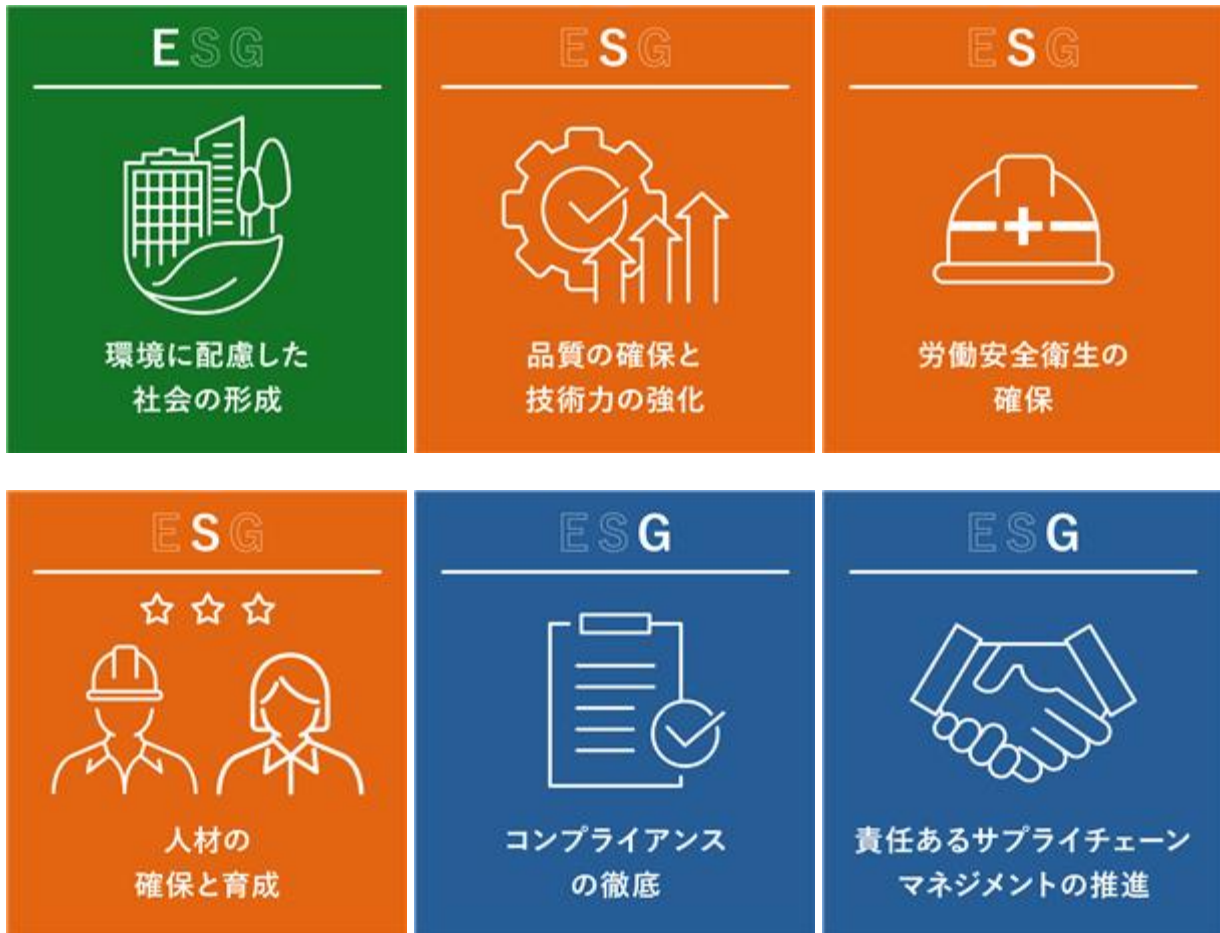 ESG
環境に配慮した
社会の形成
ESG
品質の確保と
技術力の強化
ESG
労働安全衛生の
確保
ESG
人材の
確保と育成
ESG
コンプライアンス
の徹底
ESG
責任あるサプライチェーン
マネジメントの推進